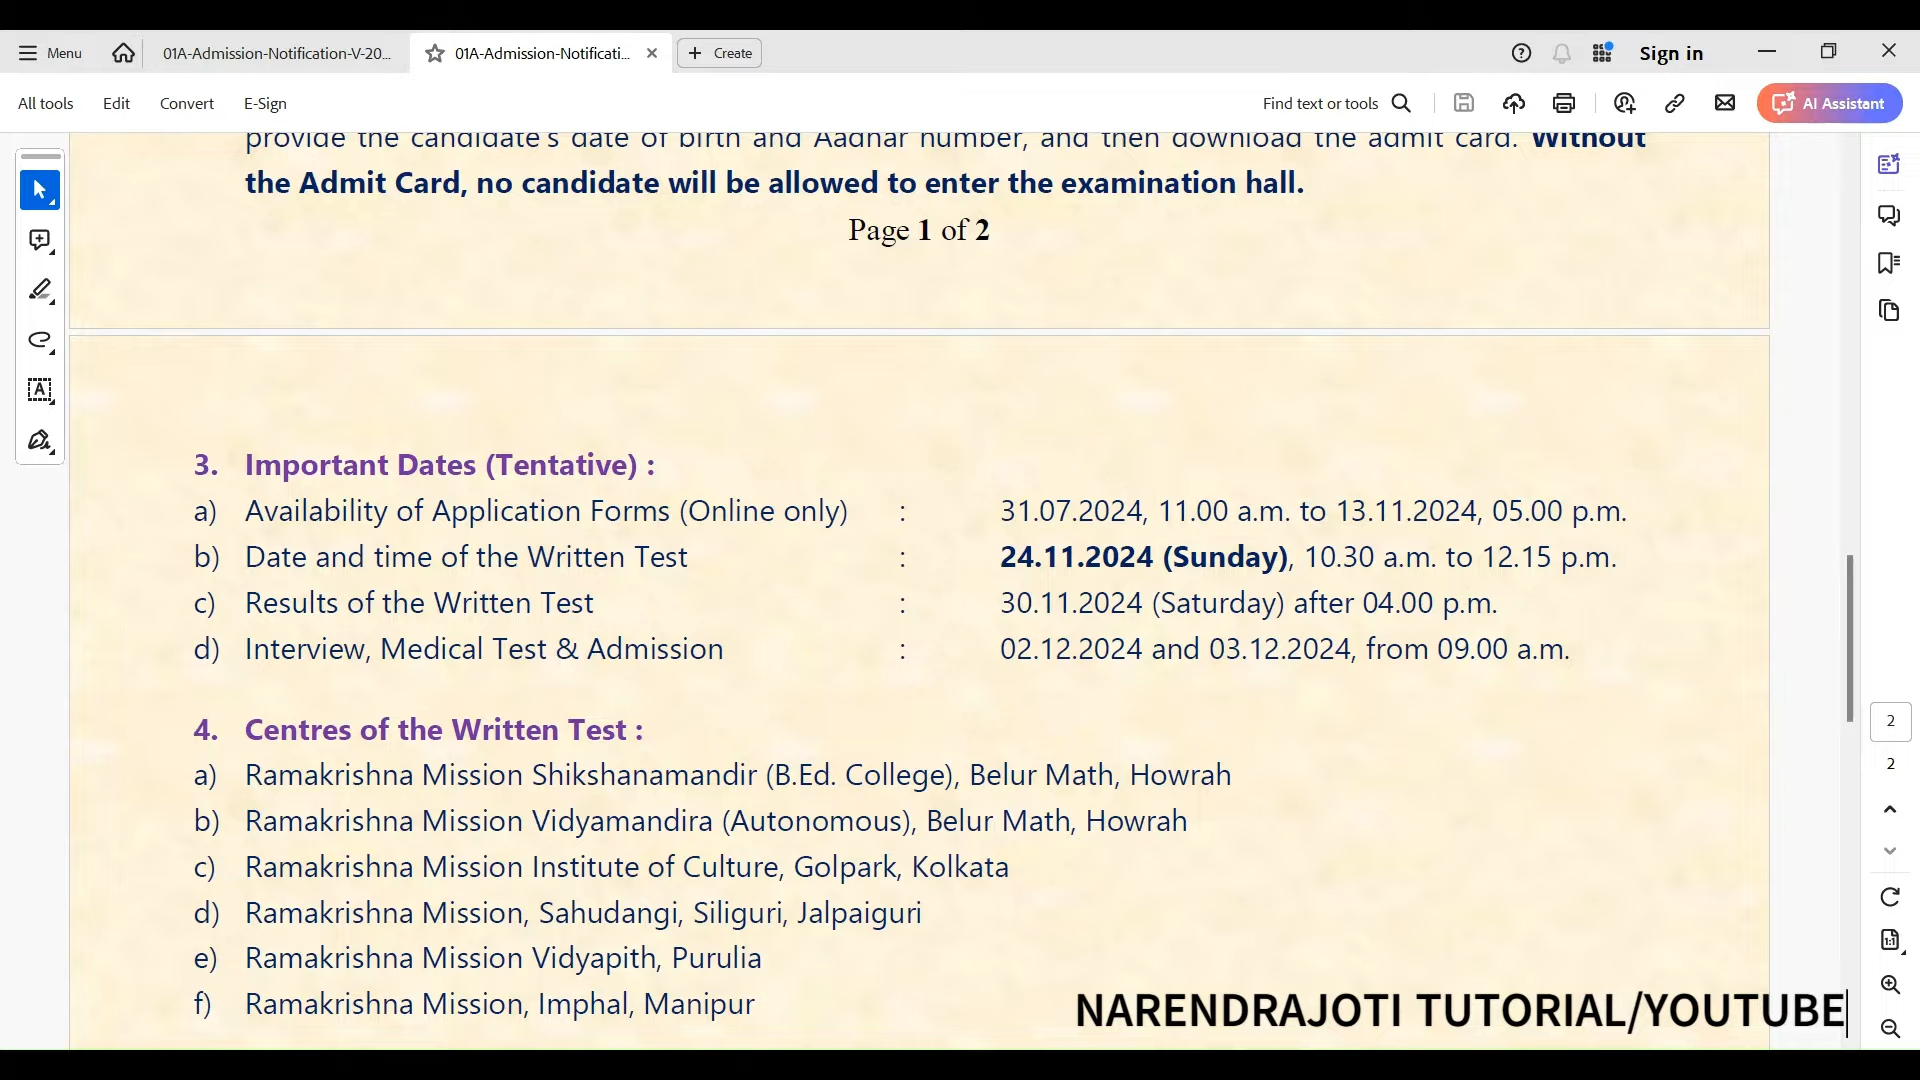 Menu
01A-Admission-Notification-V-20...
01A-Admission-Notificati...
Create
Sign in
All tools
Edit
Convert
E-Sign
Find text or tools
AI Assistant
provide the candidate's date of birth and Aadhar number, and then download the admit card. Without
the Admit Card, no candidate will be allowed to enter the examination hall.
Page 1 of 2
3. Important Dates (Tentative) :
a) Availability of Application Forms (Online only) : 31.07.2024, 11.00 a.m. to 13.11.2024, 05.00 p.m.
b) Date and time of the Written Test : 24.11.2024 (Sunday), 10.30 a.m. to 12.15 p.m.
c) Results of the Written Test : 30.11.2024 (Saturday) after 04.00 p.m.
d) Interview, Medical Test & Admission : 02.12.2024 and 03.12.2024, from 09.00 a.m.
4. Centres of the Written Test :
a) Ramakrishna Mission Shikshanamandir (B.Ed. College), Belur Math, Howrah
b) Ramakrishna Mission Vidyamandira (Autonomous), Belur Math, Howrah
c) Ramakrishna Mission Institute of Culture, Golpark, Kolkata
d) Ramakrishna Mission, Sahudangi, Siliguri, Jalpaiguri
e) Ramakrishna Mission Vidyapith, Purulia
f) Ramakrishna Mission, Imphal, Manipur
NARENDRAJOTI TUTORIAL/YOUTUBE
2
2